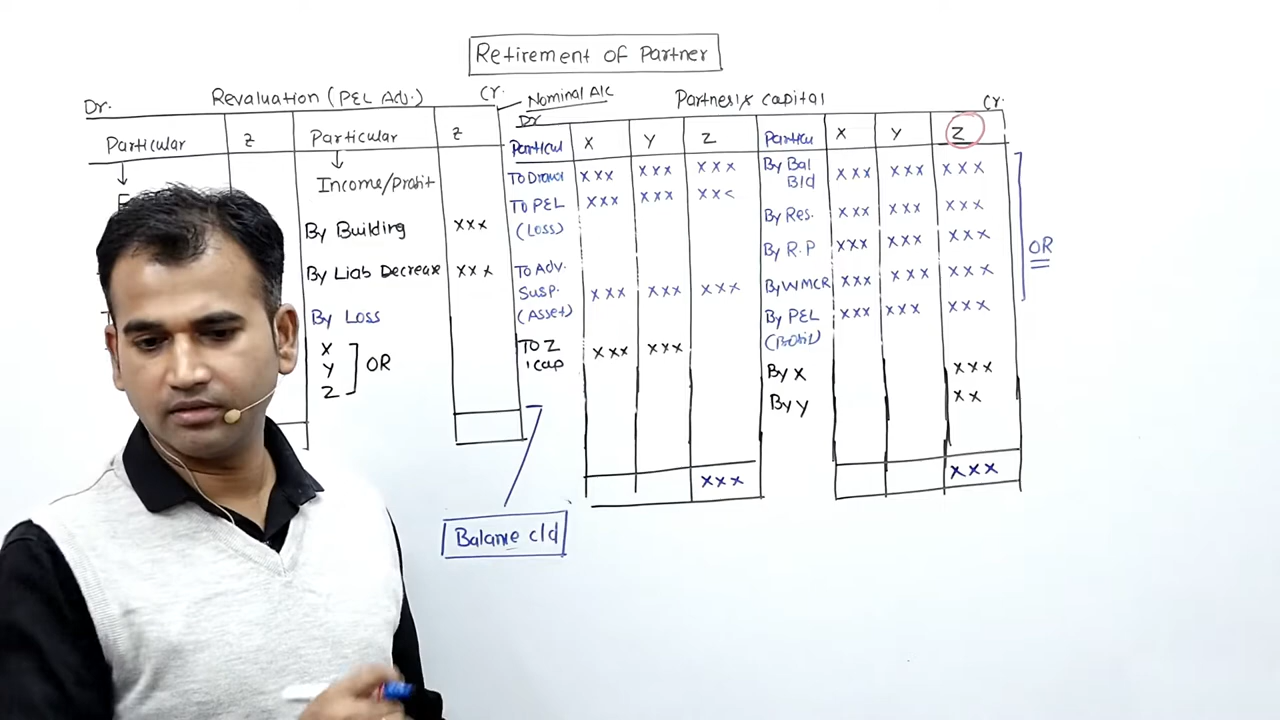 Retirement of Partner
Dr. Revaluation (P&L Adj.) Cr.
Nominal A/c
Particular Z Particular Z
Income/Profit
By Building xxx
By Liab Decrease xxx
By Loss
X
Y OR
Z
Partner's capital
Dr Cr.
Particul X Y Z Particul X Y Z
To Draw xxx xxx xxx By Bal B/d xxx xxx xxx
To P&L (Loss) xxx xxx xxx By Res. xxx xxx xxx
By R.P xxx xxx xxx
To Adv. Susp. (Asset) xxx xxx xxx By WMCR xxx xxx xxx
By P&L (Profit) xxx xxx xxx
To Z cap xxx xxx
By X xxx
By Y xx
xxx xxx
OR
Balance c/d